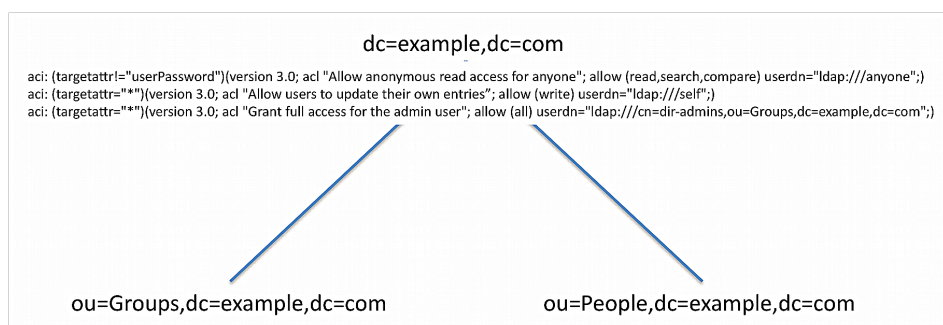 dc=example,dc=com
aci: (targetattr!="userPassword")(version 3.0; acl "Allow anonymous read access for anyone"; allow (read,search,compare) userdn="ldap:///anyone";)
aci: (targetattr="*")(version 3.0; acl "Allow users to update their own entries”; allow (write) userdn="ldap:///self";)
aci: (targetattr="*")(version 3.0; acl "Grant full access for the admin user"; allow (all) userdn="ldap:///cn=dir-admins,ou=Groups,dc=example,dc=com";)
ou=Groups,dc=example,dc=com
ou=People,dc=example,dc=com